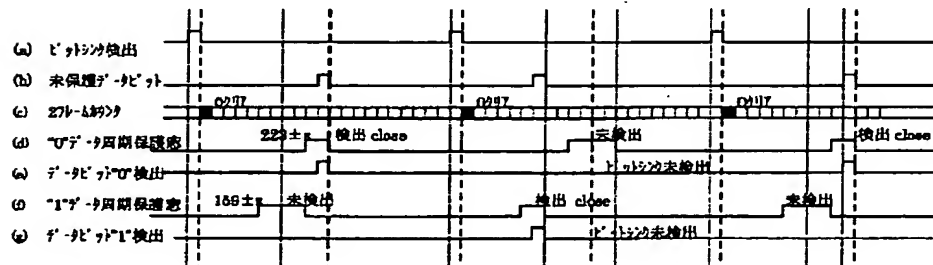 (a) ビットシンク検出
(b) 未保護データビット
(c) 2フレームカウンタ 0クリア 0クリア 0クリア
(d) "0"データ周期保護窓 223± 検出 close 未検出 検出 close
(e) データビット"0"検出 ビットシンク未検出
(f) "1"データ周期保護窓 159± 未検出 検出 close 未検出
(g) データビット"1"検出 ビットシンク未検出